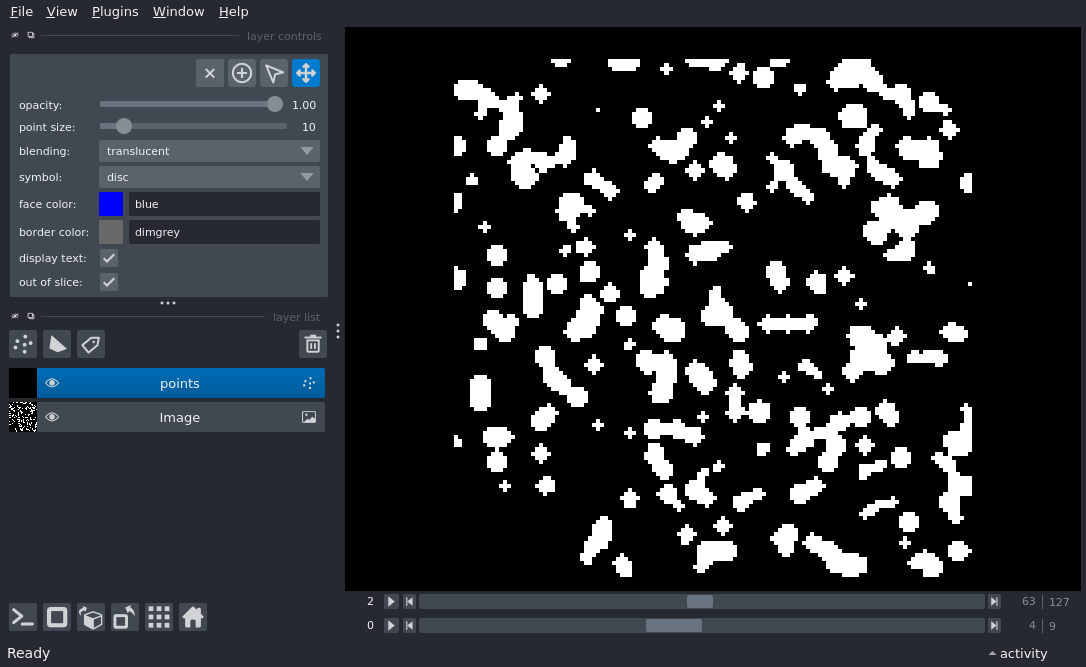 File View Plugins Window Help
layer controls
opacity: 1.00
point size: 10
blending: translucent
symbol: disc
face color: blue
border color: dimgrey
display text:
out of slice:
layer list
points
Image
2 63 127
0 4 9
Ready activity